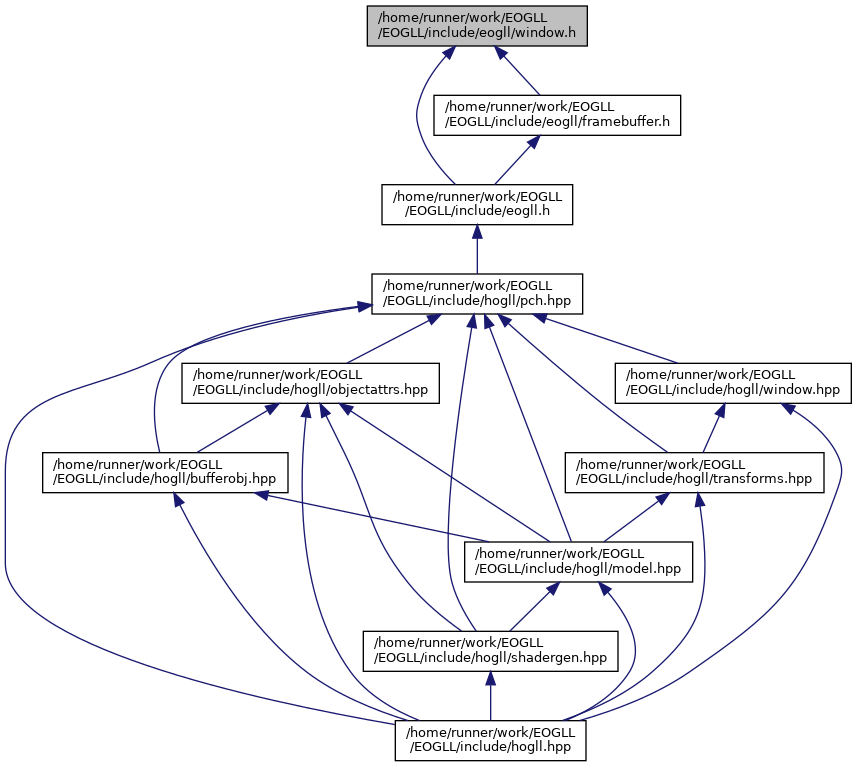 /home/runner/work/EOGLL
/EOGLL/include/eogll/window.h
/home/runner/work/EOGLL
/EOGLL/include/eogll/framebuffer.h
/home/runner/work/EOGLL
/EOGLL/include/eogll.h
/home/runner/work/EOGLL
/EOGLL/include/hogll/pch.hpp
/home/runner/work/EOGLL
/EOGLL/include/hogll/objectattrs.hpp
/home/runner/work/EOGLL
/EOGLL/include/hogll/window.hpp
/home/runner/work/EOGLL
/EOGLL/include/hogll/bufferobj.hpp
/home/runner/work/EOGLL
/EOGLL/include/hogll/transforms.hpp
/home/runner/work/EOGLL
/EOGLL/include/hogll/model.hpp
/home/runner/work/EOGLL
/EOGLL/include/hogll/shadergen.hpp
/home/runner/work/EOGLL
/EOGLL/include/hogll.hpp